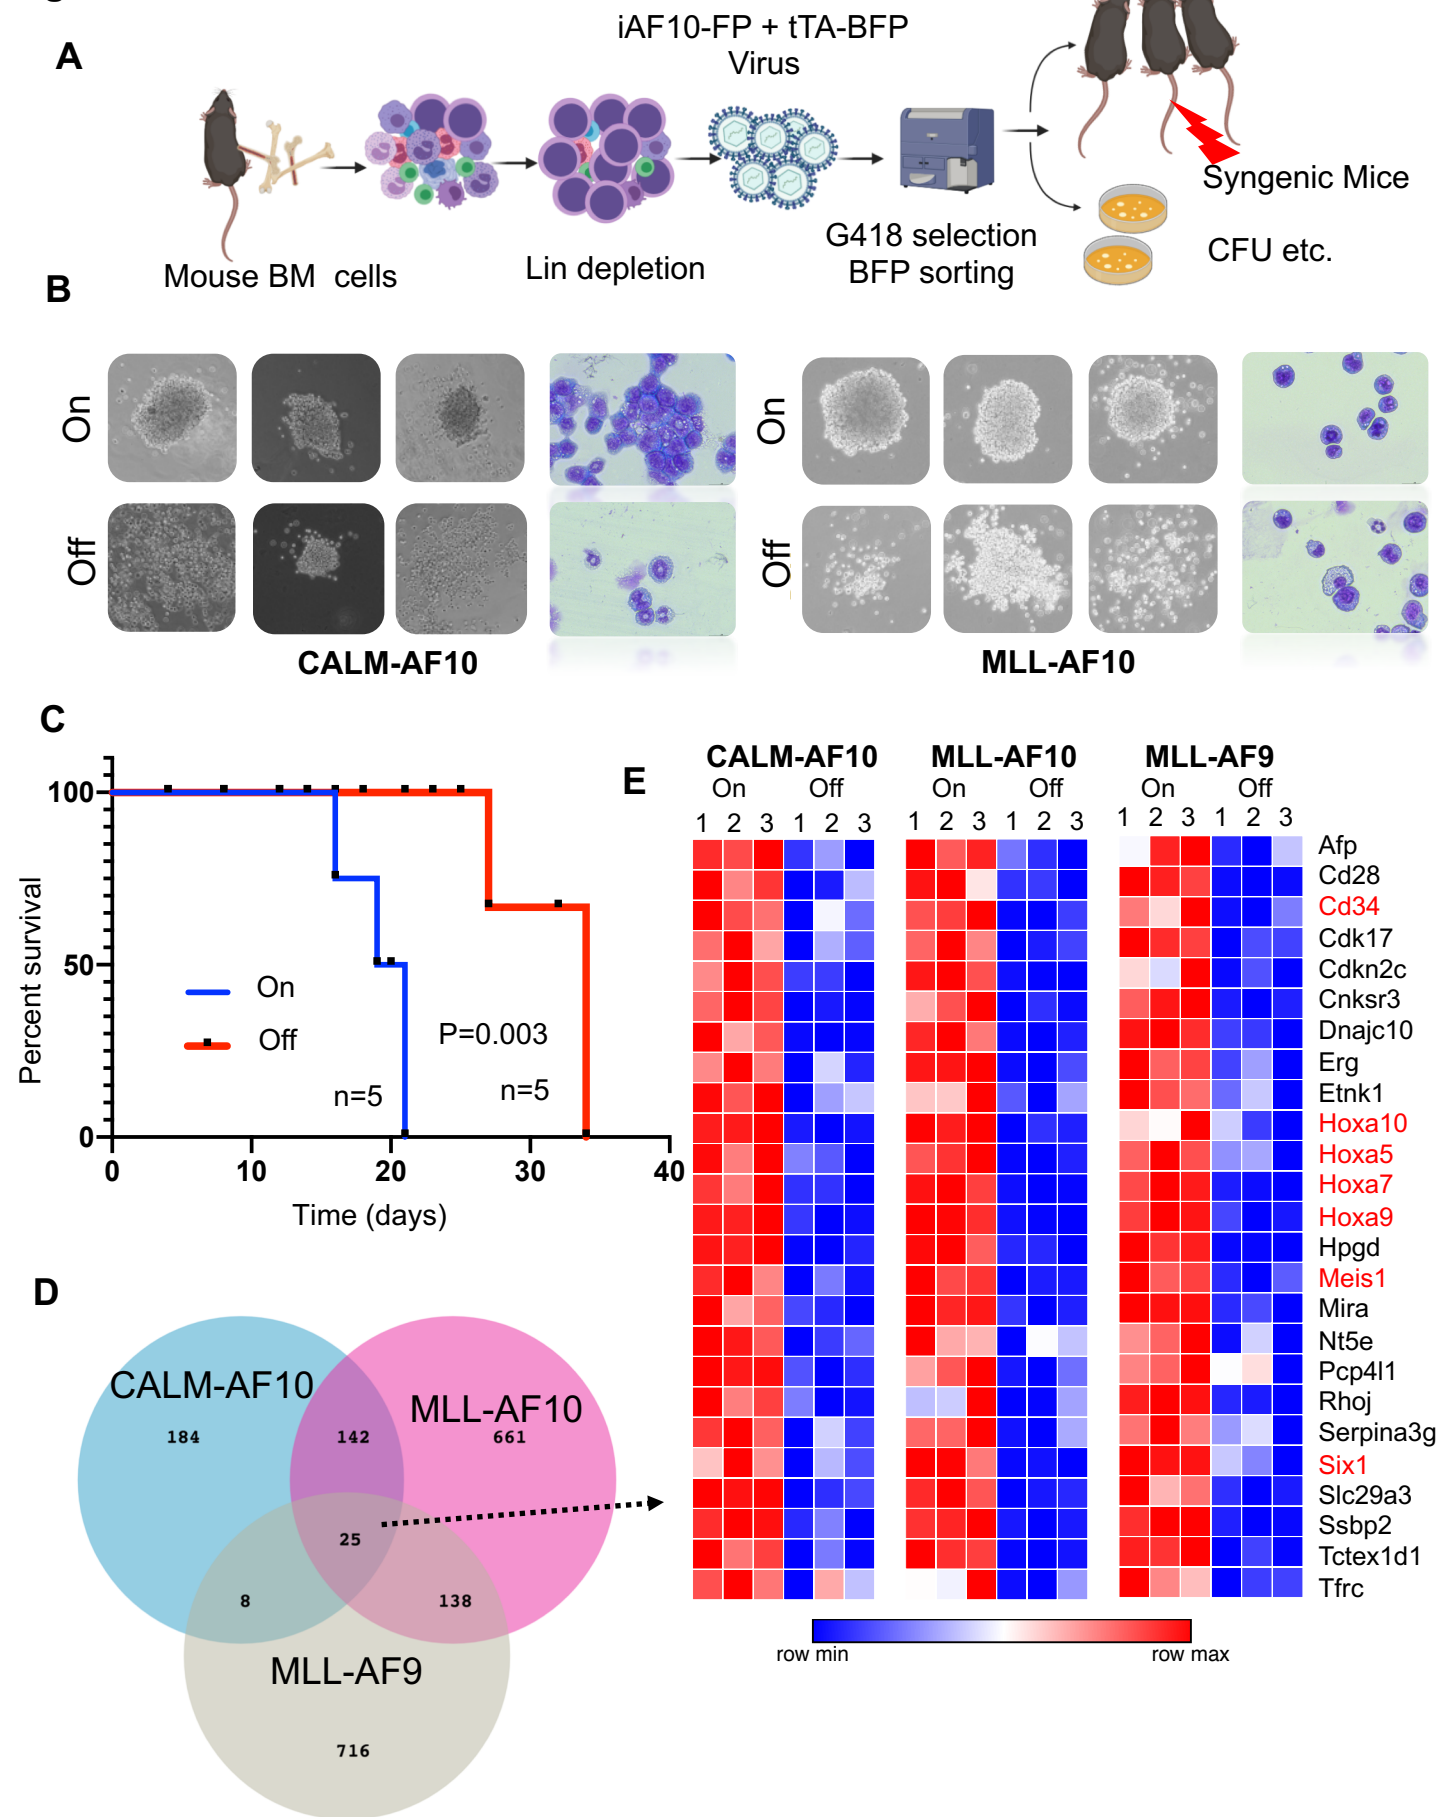 A
iAF10-FP + tTA-BFP
Virus
Syngenic Mice
G418 selection
BFP sorting
CFU etc.
Lin depletion
Mouse BM cells
B
On
On
Off
Off
CALM-AF10
MLL-AF10
C
100
50
0
Percent survival
On
Off
P=0.003
n=5
n=5
0 10 20 30 40
Time (days)
D
CALM-AF10
MLL-AF10
184
142
661
25
8
138
MLL-AF9
716
E
CALM-AF10 MLL-AF10 MLL-AF9
On Off On Off On Off
1 2 3 1 2 3 1 2 3 1 2 3 1 2 3 1 2 3
Afp
Cd28
Cd34
Cdk17
Cdkn2c
Cnksr3
Dnajc10
Erg
Etnk1
Hoxa10
Hoxa5
Hoxa7
Hoxa9
Hpgd
Meis1
Mira
Nt5e
Pcp4l1
Rhoj
Serpina3g
Six1
Slc29a3
Ssbp2
Tctex1d1
Tfrc
row min row max